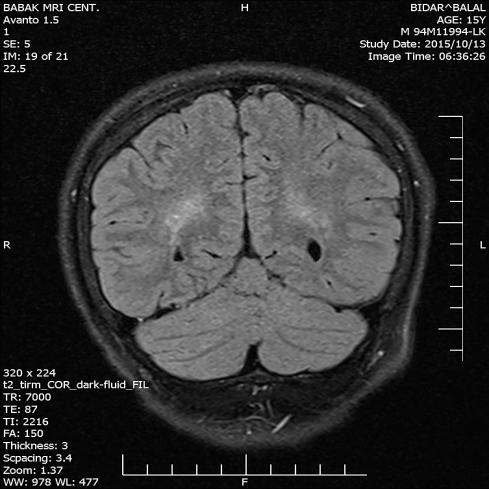 BABAK MRI CENT.
Avanto 1.5
1
SE: 5
IM: 19 of 21
22.5
H
BIDAR^BALAL
AGE: 15Y
M 94M11994-LK
Study Date: 2015/10/13
Image Time: 06:36:26
R
L
320 x 224
t2_tirm_COR_dark-fluid_FIL
TR: 7000
TE: 87
TI: 2216
FA: 150
Thickness: 3
Scpacing: 3.4
Zoom: 1.37
WW: 978 WL: 477
F